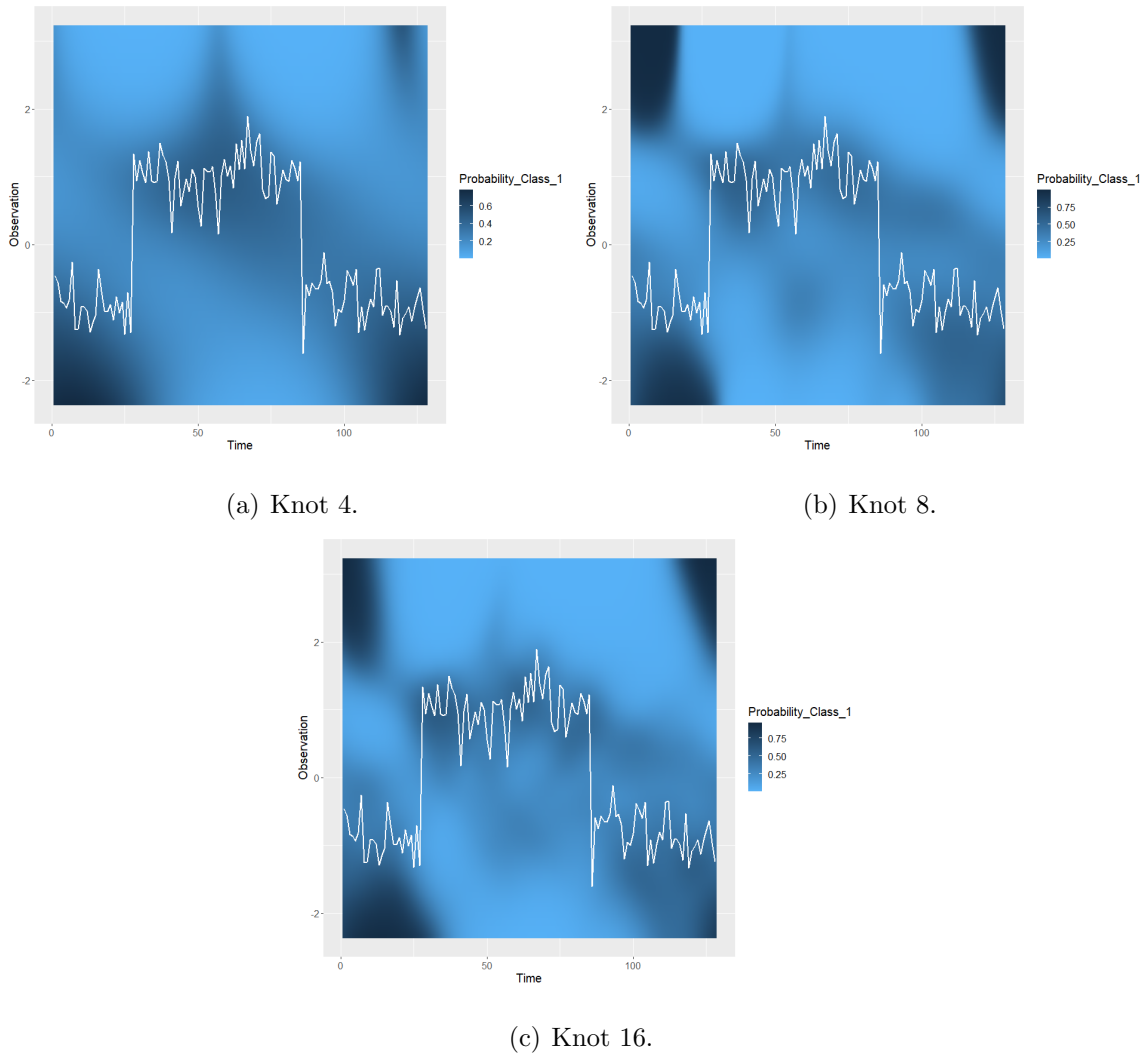 2
0
-2
Observation
0
50
100
Time
Probability_Class_1
0.6
0.4
0.2
(a) Knot 4.
2
0
-2
Observation
0
50
100
Time
Probability_Class_1
0.75
0.50
0.25
(b) Knot 8.
2
0
-2
Observation
0
50
100
Time
Probability_Class_1
0.75
0.50
0.25
(c) Knot 16.